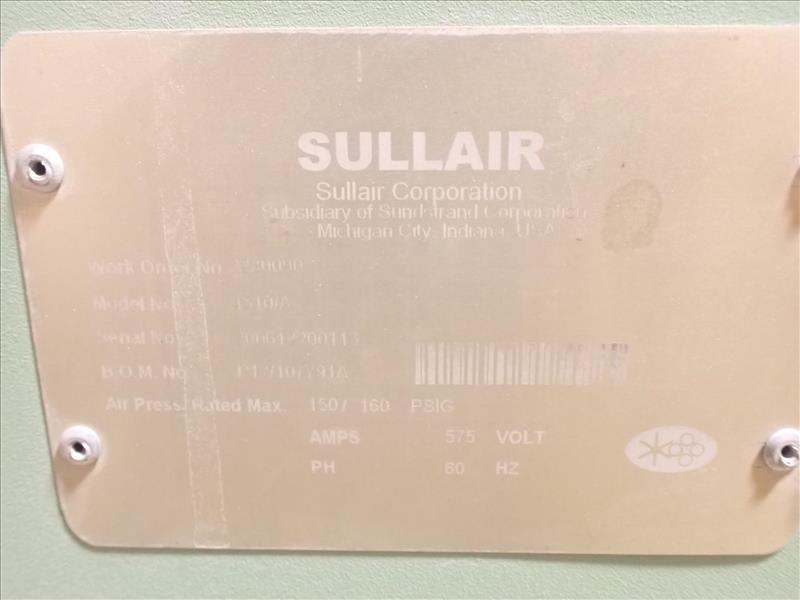 SULLAIR
Sullair Corporation
Subsidiary of Sundstrand Corporation
Michigan City, Indiana USA
Work Order No.
Model No.
Serial No.
B.O.M. No.
Air Press. Rated Max. 150/ 160 PSIG
AMPS 575 VOLT
PH 60 HZ